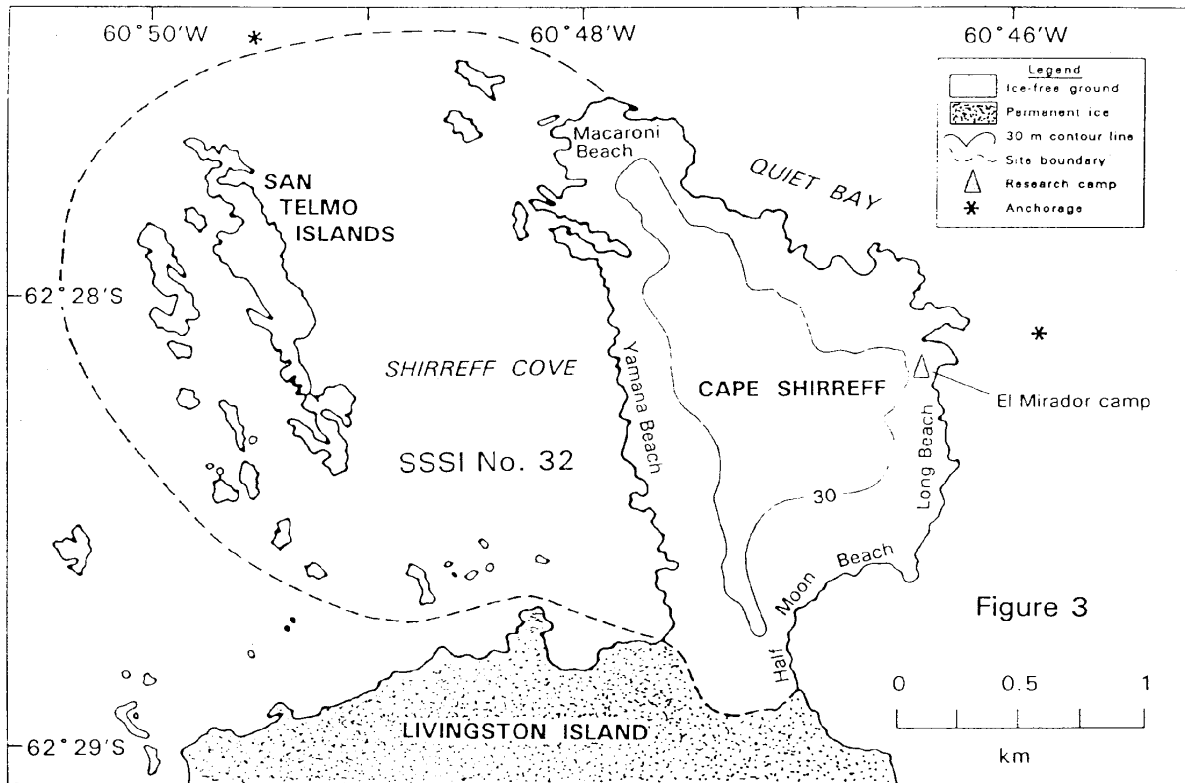 60°50'W
60°48'W
60°46'W
Legend
Ice-free ground
Permanent ice
30 m contour line
Site boundary
Research camp
Anchorage
Macaroni
Beach
QUIET BAY
SAN
TELMO
ISLANDS
62°28'S
SHIRREFF COVE
Yamana Beach
CAPE SHIRREFF
El Mirador camp
Long Beach
SSSI No. 32
30
Half Moon Beach
Figure 3
0 0.5 1
km
LIVINGSTON ISLAND
62°29'S